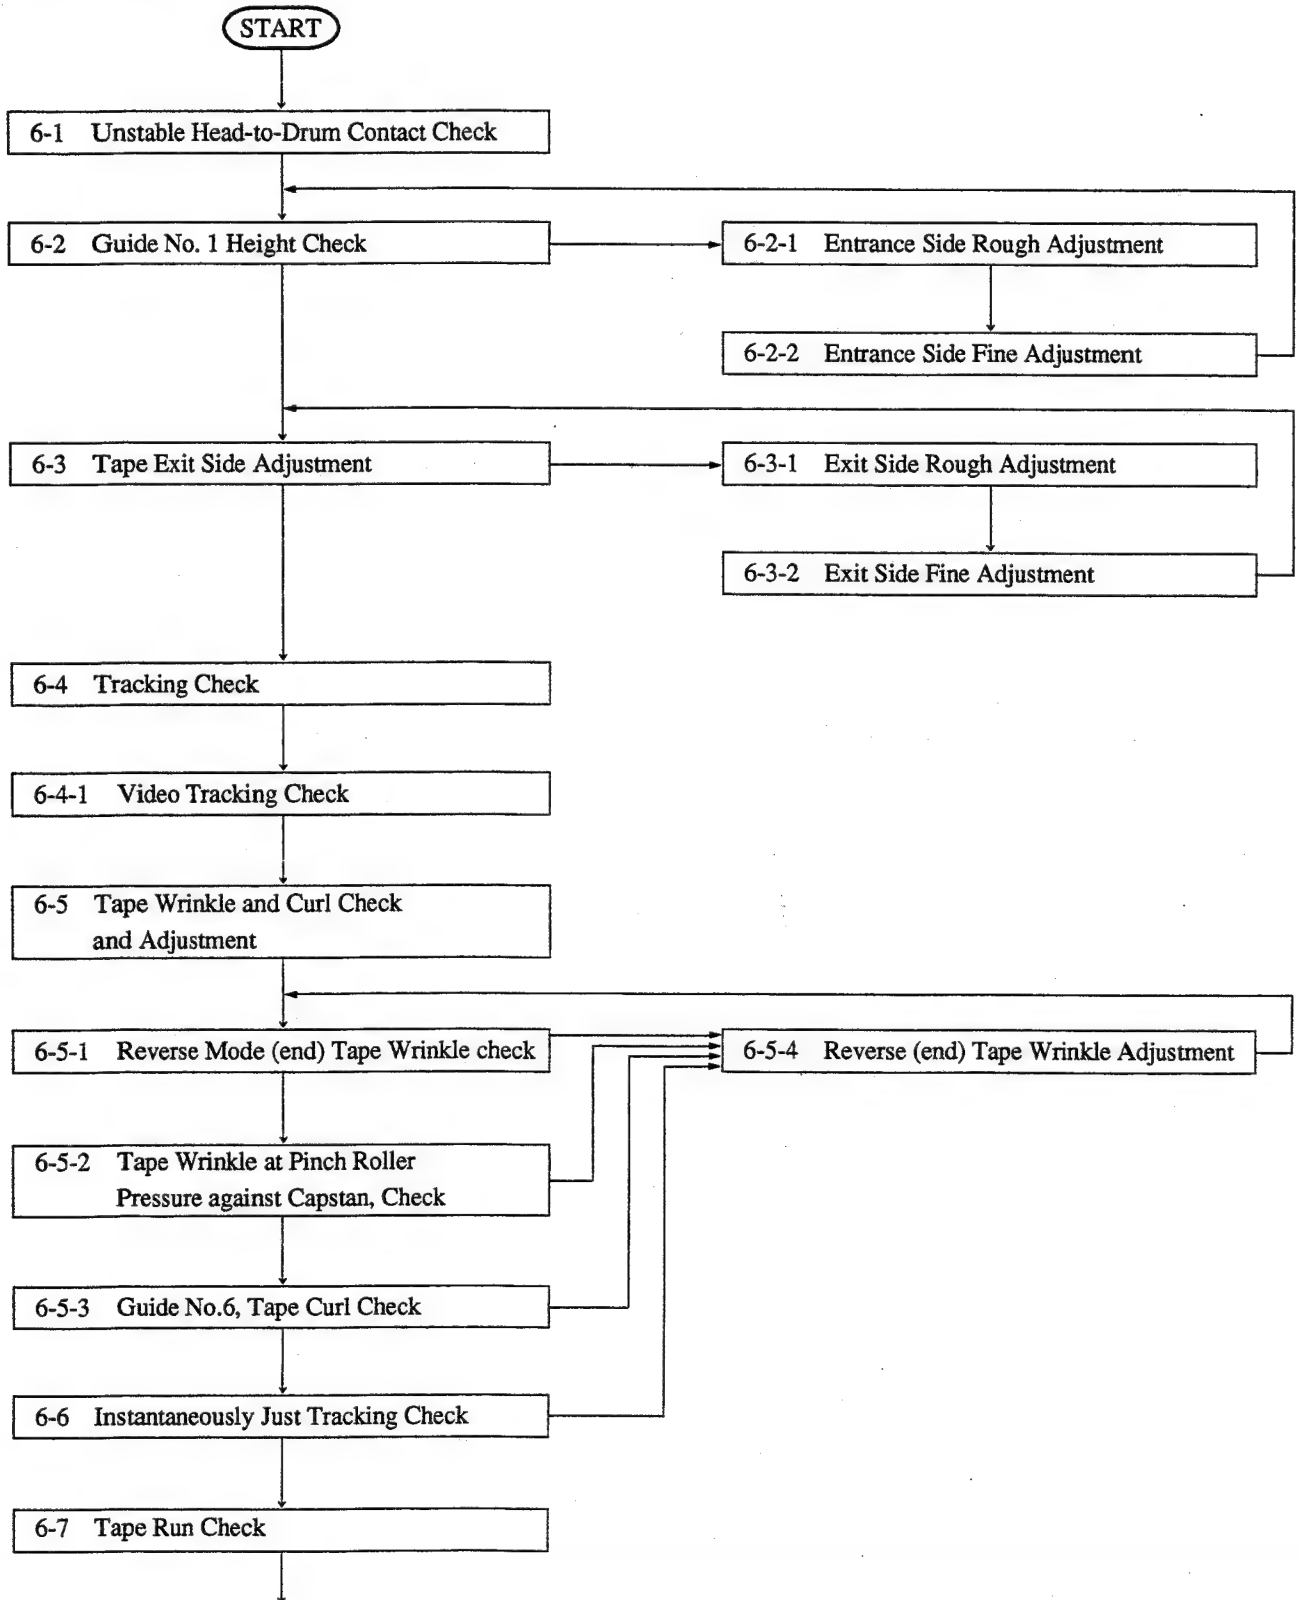 START
6-1 Unstable Head-to-Drum Contact Check
6-2 Guide No. 1 Height Check
6-2-1 Entrance Side Rough Adjustment
6-2-2 Entrance Side Fine Adjustment
6-3 Tape Exit Side Adjustment
6-3-1 Exit Side Rough Adjustment
6-3-2 Exit Side Fine Adjustment
6-4 Tracking Check
6-4-1 Video Tracking Check
6-5 Tape Wrinkle and Curl Check
and Adjustment
6-5-1 Reverse Mode (end) Tape Wrinkle check
6-5-4 Reverse (end) Tape Wrinkle Adjustment
6-5-2 Tape Wrinkle at Pinch Roller
Pressure against Capstan, Check
6-5-3 Guide No.6, Tape Curl Check
6-6 Instantaneously Just Tracking Check
6-7 Tape Run Check